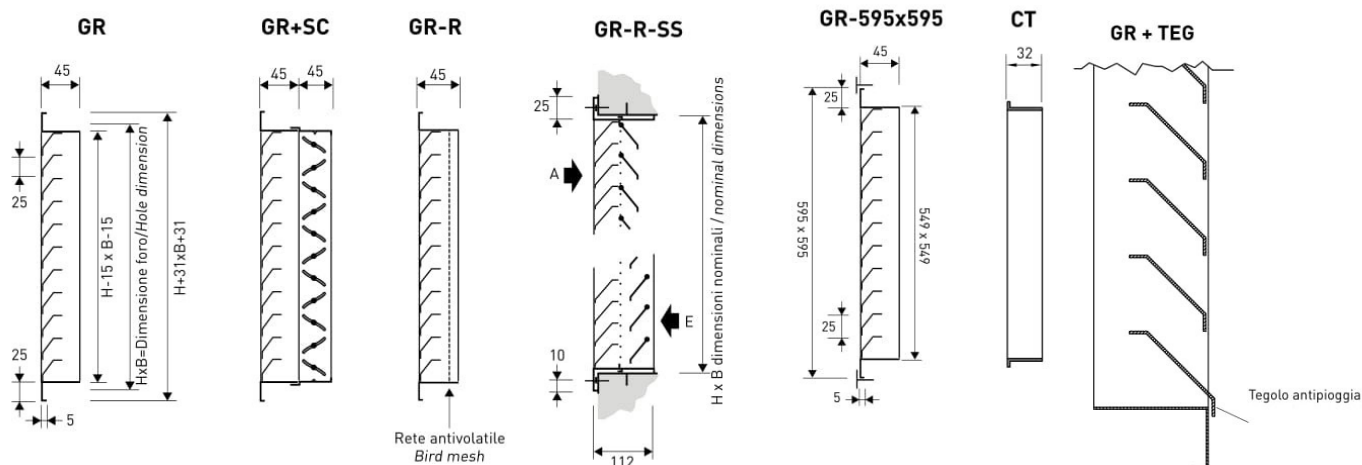 GR
GR+SC
GR-R
GR-R-SS
GR-595x595
CT
GR + TEG
45
25
25
5
H-15 x B-15
HxB=Dimensione foro/Hole dimension
H+31xB+31
45
45
45
Rete antivolatile
Bird mesh
25
A
E
10
112
H x B dimensioni nominali / nominal dimensions
45
25
595 x 595
549 x 549
25
5
32
Tegolo antipioggia